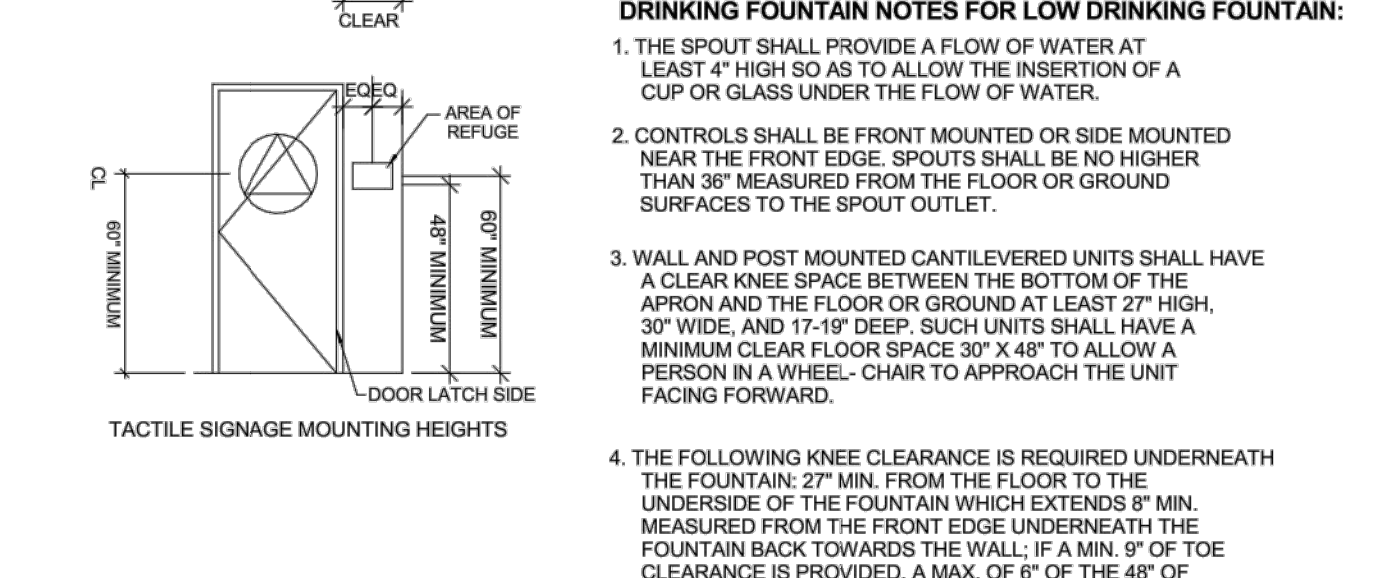 CLEAR
EQ EQ
AREA OF
REFUGE
CL
60" MINIMUM
48" MINIMUM
60" MINIMUM
DOOR LATCH SIDE
TACTILE SIGNAGE MOUNTING HEIGHTS
DRINKING FOUNTAIN NOTES FOR LOW DRINKING FOUNTAIN:
1. THE SPOUT SHALL PROVIDE A FLOW OF WATER AT
LEAST 4" HIGH SO AS TO ALLOW THE INSERTION OF A
CUP OR GLASS UNDER THE FLOW OF WATER.
2. CONTROLS SHALL BE FRONT MOUNTED OR SIDE MOUNTED
NEAR THE FRONT EDGE. SPOUTS SHALL BE NO HIGHER
THAN 36" MEASURED FROM THE FLOOR OR GROUND
SURFACES TO THE SPOUT OUTLET.
3. WALL AND POST MOUNTED CANTILEVERED UNITS SHALL HAVE
A CLEAR KNEE SPACE BETWEEN THE BOTTOM OF THE
APRON AND THE FLOOR OR GROUND AT LEAST 27" HIGH,
30" WIDE, AND 17-19" DEEP. SUCH UNITS SHALL HAVE A
MINIMUM CLEAR FLOOR SPACE 30" X 48" TO ALLOW A
PERSON IN A WHEEL- CHAIR TO APPROACH THE UNIT
FACING FORWARD.
4. THE FOLLOWING KNEE CLEARANCE IS REQUIRED UNDERNEATH
THE FOUNTAIN: 27" MIN. FROM THE FLOOR TO THE
UNDERSIDE OF THE FOUNTAIN WHICH EXTENDS 8" MIN.
MEASURED FROM THE FRONT EDGE UNDERNEATH THE
FOUNTAIN BACK TOWARDS THE WALL; IF A MIN. 9" OF TOE
CLEARANCE IS PROVIDED, A MAX. OF 6" OF THE 48" OF